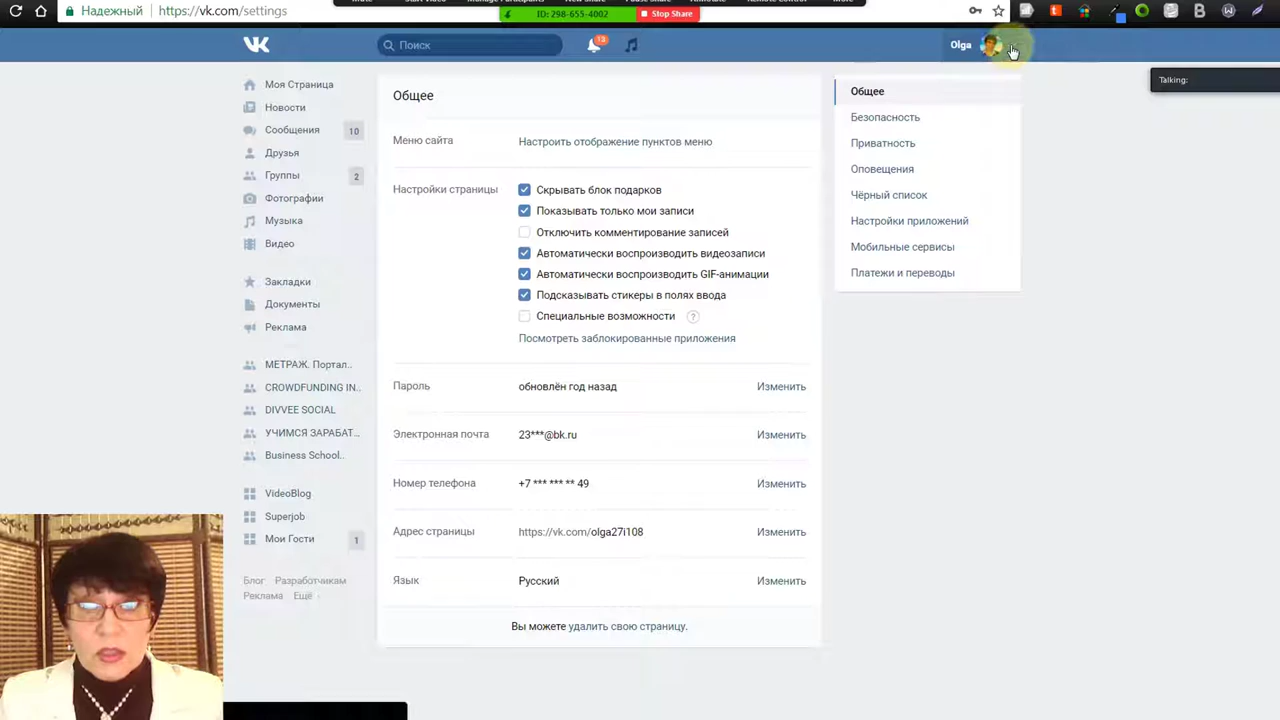 Надежный
https://vk.com/settings
ID: 298-655-4002
Stop Share
Поиск
13
Olga
Talking:
Моя Страница
Новости
Сообщения
10
Друзья
Группы
2
Фотографии
Музыка
Видео
Закладки
Документы
Реклама
МЕТРАЖ. Портал..
CROWDFUNDING IN..
DIVVEE SOCIAL
УЧИМСЯ ЗАРАБАТ...
Business School..
VideoBlog
Superjob
Мои Гости
1
Блог Разработчикам
Реклама Ещё
Общее
Меню сайта
Настроить отображение пунктов меню
Настройки страницы
Скрывать блок подарков
Показывать только мои записи
Отключить комментирование записей
Автоматически воспроизводить видеозаписи
Автоматически воспроизводить GIF-анимации
Подсказывать стикеры в полях ввода
Специальные возможности ?
Посмотреть заблокированные приложения
Пароль
обновлён год назад
Изменить
Электронная почта
23***@bk.ru
Изменить
Номер телефона
+7 *** *** ** 49
Изменить
Адрес страницы
https://vk.com/olga27i108
Изменить
Язык
Русский
Изменить
Вы можете удалить свою страницу.
Общее
Безопасность
Приватность
Оповещения
Чёрный список
Настройки приложений
Мобильные сервисы
Платежи и переводы